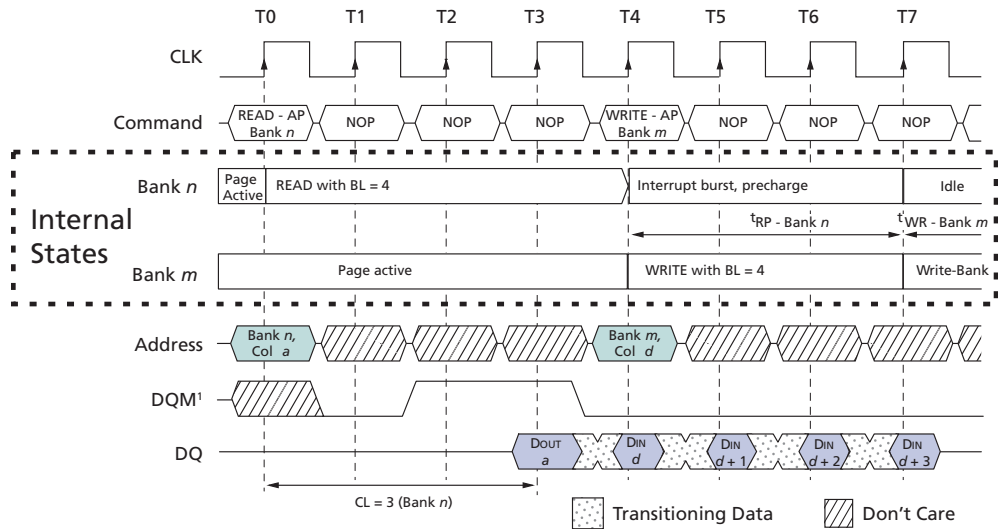 T0 T1 T2 T3 T4 T5 T6 T7
CLK
Command READ - AP Bank n NOP NOP NOP WRITE - AP Bank m NOP NOP NOP
Internal States
Bank n Page Active READ with BL = 4 Interrupt burst, precharge Idle
tRP - Bank n tWR - Bank m
Bank m Page active WRITE with BL = 4 Write-Bank
Address Bank n, Col a Bank m, Col d
DQM¹
DQ DOUT a DIN d DIN d + 1 DIN d + 2 DIN d + 3
CL = 3 (Bank n)
Transitioning Data Don't Care